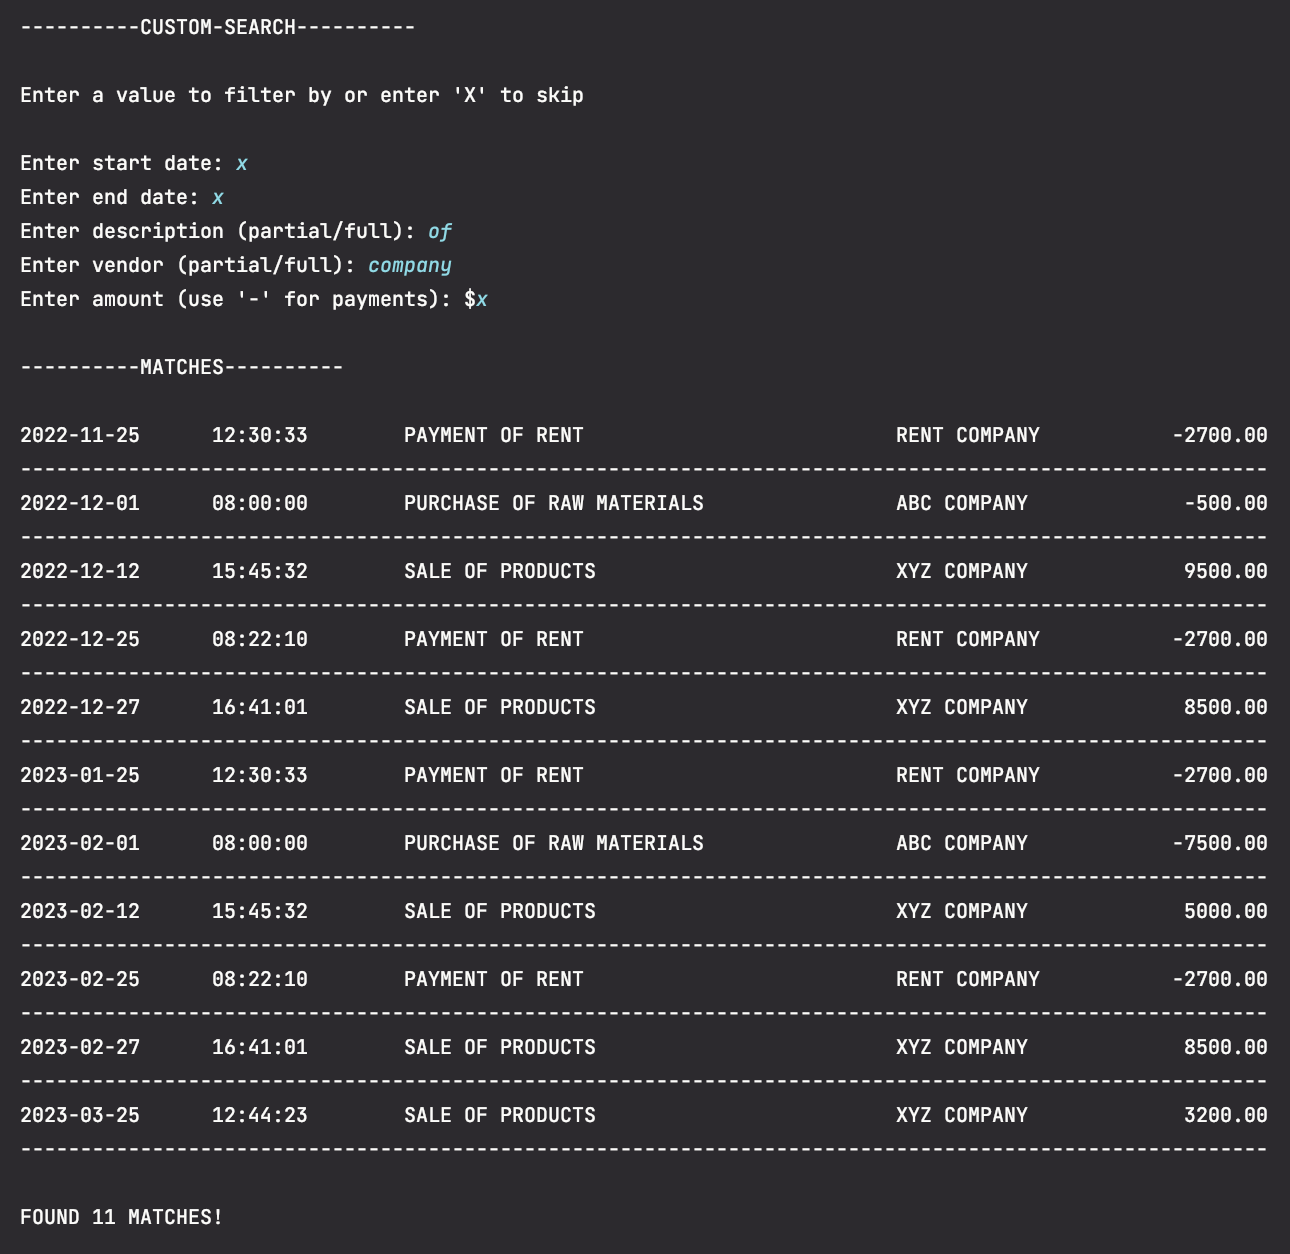 ----------CUSTOM-SEARCH----------
Enter a value to filter by or enter 'X' to skip
Enter start date: x
Enter end date: x
Enter description (partial/full): of
Enter vendor (partial/full): company
Enter amount (use '-' for payments): $x
----------MATCHES----------
2022-11-25      12:30:33        PAYMENT OF RENT                          RENT COMPANY           -2700.00
--------------------------------------------------------------------------------------------------------
2022-12-01      08:00:00        PURCHASE OF RAW MATERIALS                ABC COMPANY             -500.00
--------------------------------------------------------------------------------------------------------
2022-12-12      15:45:32        SALE OF PRODUCTS                         XYZ COMPANY             9500.00
--------------------------------------------------------------------------------------------------------
2022-12-25      08:22:10        PAYMENT OF RENT                          RENT COMPANY           -2700.00
--------------------------------------------------------------------------------------------------------
2022-12-27      16:41:01        SALE OF PRODUCTS                         XYZ COMPANY             8500.00
--------------------------------------------------------------------------------------------------------
2023-01-25      12:30:33        PAYMENT OF RENT                          RENT COMPANY           -2700.00
--------------------------------------------------------------------------------------------------------
2023-02-01      08:00:00        PURCHASE OF RAW MATERIALS                ABC COMPANY            -7500.00
--------------------------------------------------------------------------------------------------------
2023-02-12      15:45:32        SALE OF PRODUCTS                         XYZ COMPANY             5000.00
--------------------------------------------------------------------------------------------------------
2023-02-25      08:22:10        PAYMENT OF RENT                          RENT COMPANY           -2700.00
--------------------------------------------------------------------------------------------------------
2023-02-27      16:41:01        SALE OF PRODUCTS                         XYZ COMPANY             8500.00
--------------------------------------------------------------------------------------------------------
2023-03-25      12:44:23        SALE OF PRODUCTS                         XYZ COMPANY             3200.00
--------------------------------------------------------------------------------------------------------
FOUND 11 MATCHES!